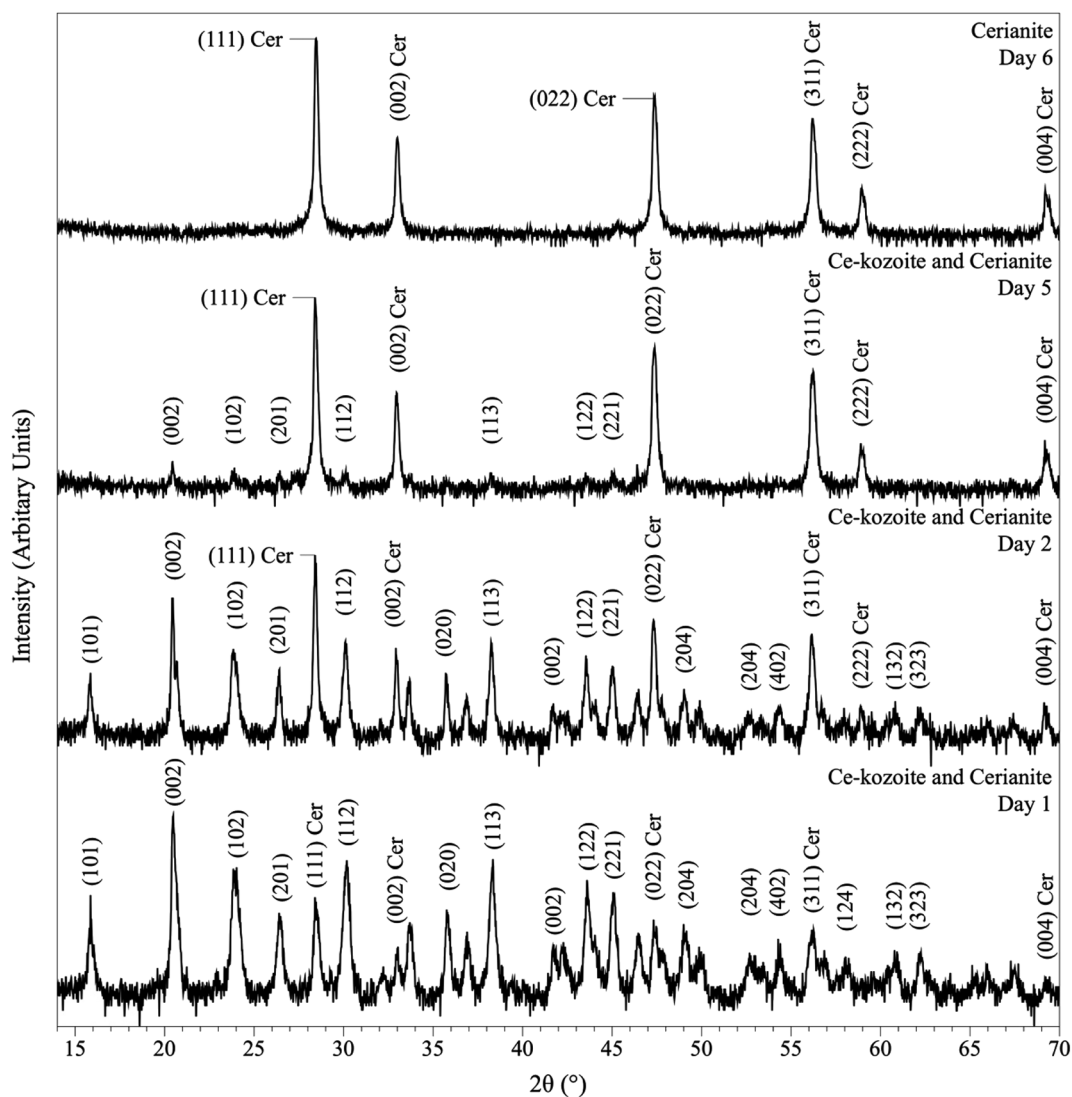 Cerianite
Day 6
(111) Cer
(002) Cer
(022) Cer
(311) Cer
(222) Cer
(004) Cer
Ce-kozoite and Cerianite
Day 5
(002)
(102)
(201)
(111) Cer
(112)
(002) Cer
(113)
(122)
(221)
(022) Cer
(311) Cer
(222) Cer
(004) Cer
Ce-kozoite and Cerianite
Day 2
(101)
(002)
(102)
(201)
(111) Cer
(112)
(002) Cer
(020)
(113)
(002)
(122)
(221)
(022) Cer
(204)
(204)
(402)
(311) Cer
(222) Cer
(132)
(323)
(004) Cer
Ce-kozoite and Cerianite
Day 1
(101)
(002)
(102)
(201)
(111) Cer
(112)
(002) Cer
(020)
(113)
(002)
(122)
(221)
(022) Cer
(204)
(204)
(402)
(311) Cer
(124)
(132)
(323)
(004) Cer
Intensity (Arbitary Units)
15 20 25 30 35 40 45 50 55 60 65 70
2θ (°)